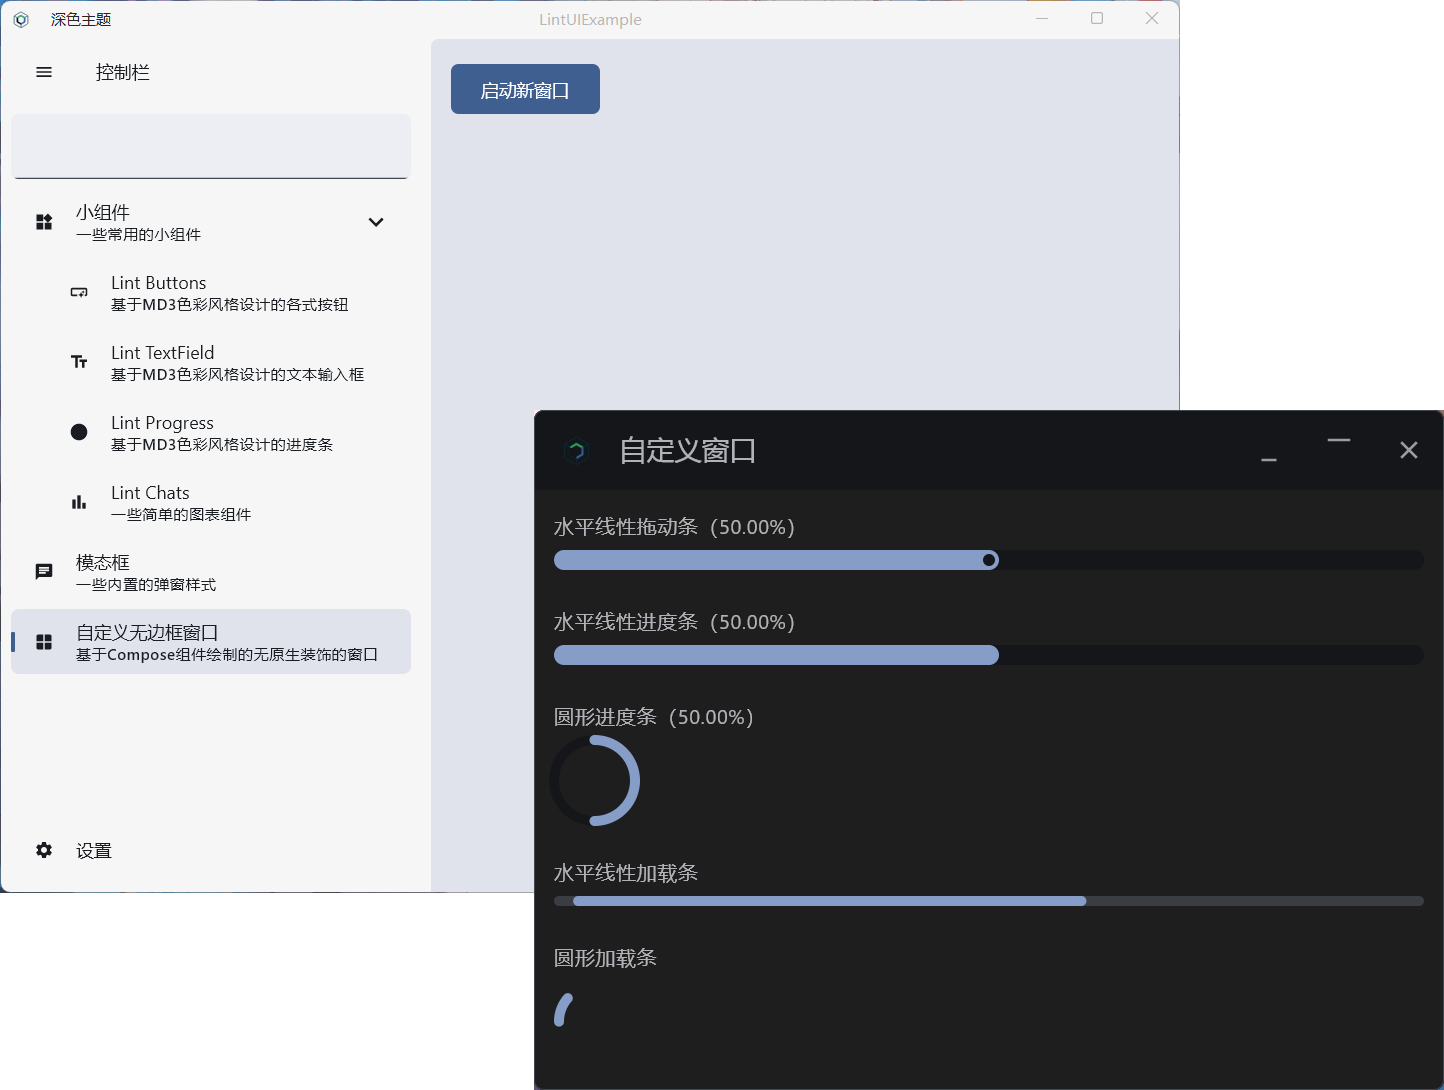 深色主题
LintUIExample
控制栏
启动新窗口
小组件
一些常用的小组件
Lint Buttons
基于MD3色彩风格设计的各式按钮
Lint TextField
基于MD3色彩风格设计的文本输入框
Lint Progress
基于MD3色彩风格设计的进度条
Lint Chats
一些简单的图表组件
模态框
一些内置的弹窗样式
自定义无边框窗口
基于Compose组件绘制的无原生装饰的窗口
设置
自定义窗口
水平线性拖动条（50.00%）
水平线性进度条（50.00%）
圆形进度条（50.00%）
水平线性加载条
圆形加载条